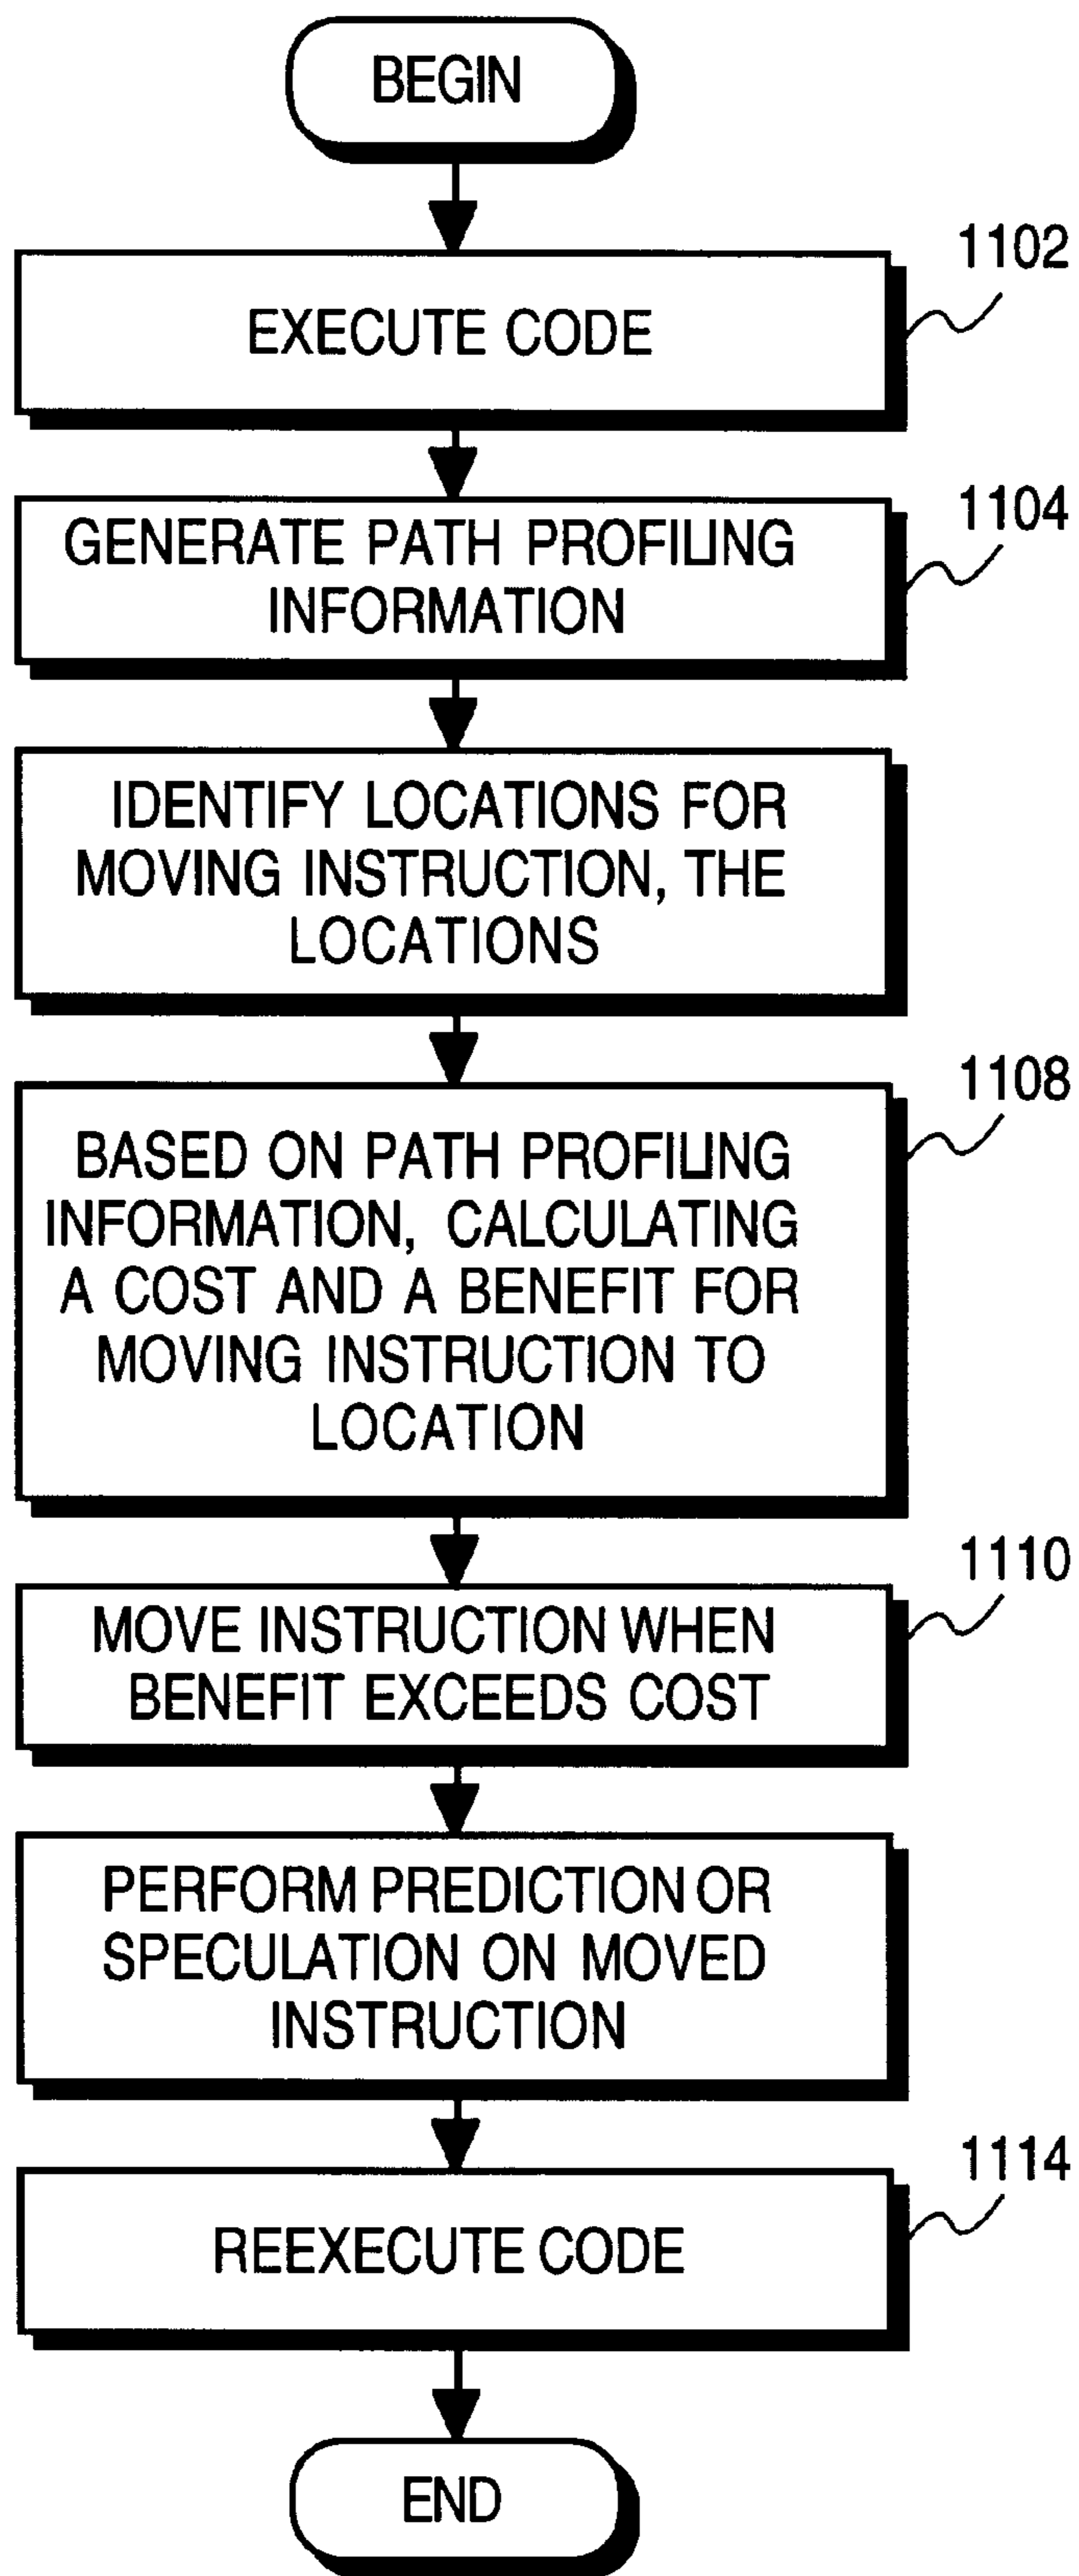 BEGIN
1102
EXECUTE CODE
1104
GENERATE PATH PROFILING
INFORMATION
IDENTIFY LOCATIONS FOR
MOVING INSTRUCTION, THE
LOCATIONS
1108
BASED ON PATH PROFILING
INFORMATION, CALCULATING
A COST AND A BENEFIT FOR
MOVING INSTRUCTION TO
LOCATION
1110
MOVE INSTRUCTION WHEN
BENEFIT EXCEEDS COST
PERFORM PREDICTION OR
SPECULATION ON MOVED
INSTRUCTION
1114
REEXECUTE CODE
END